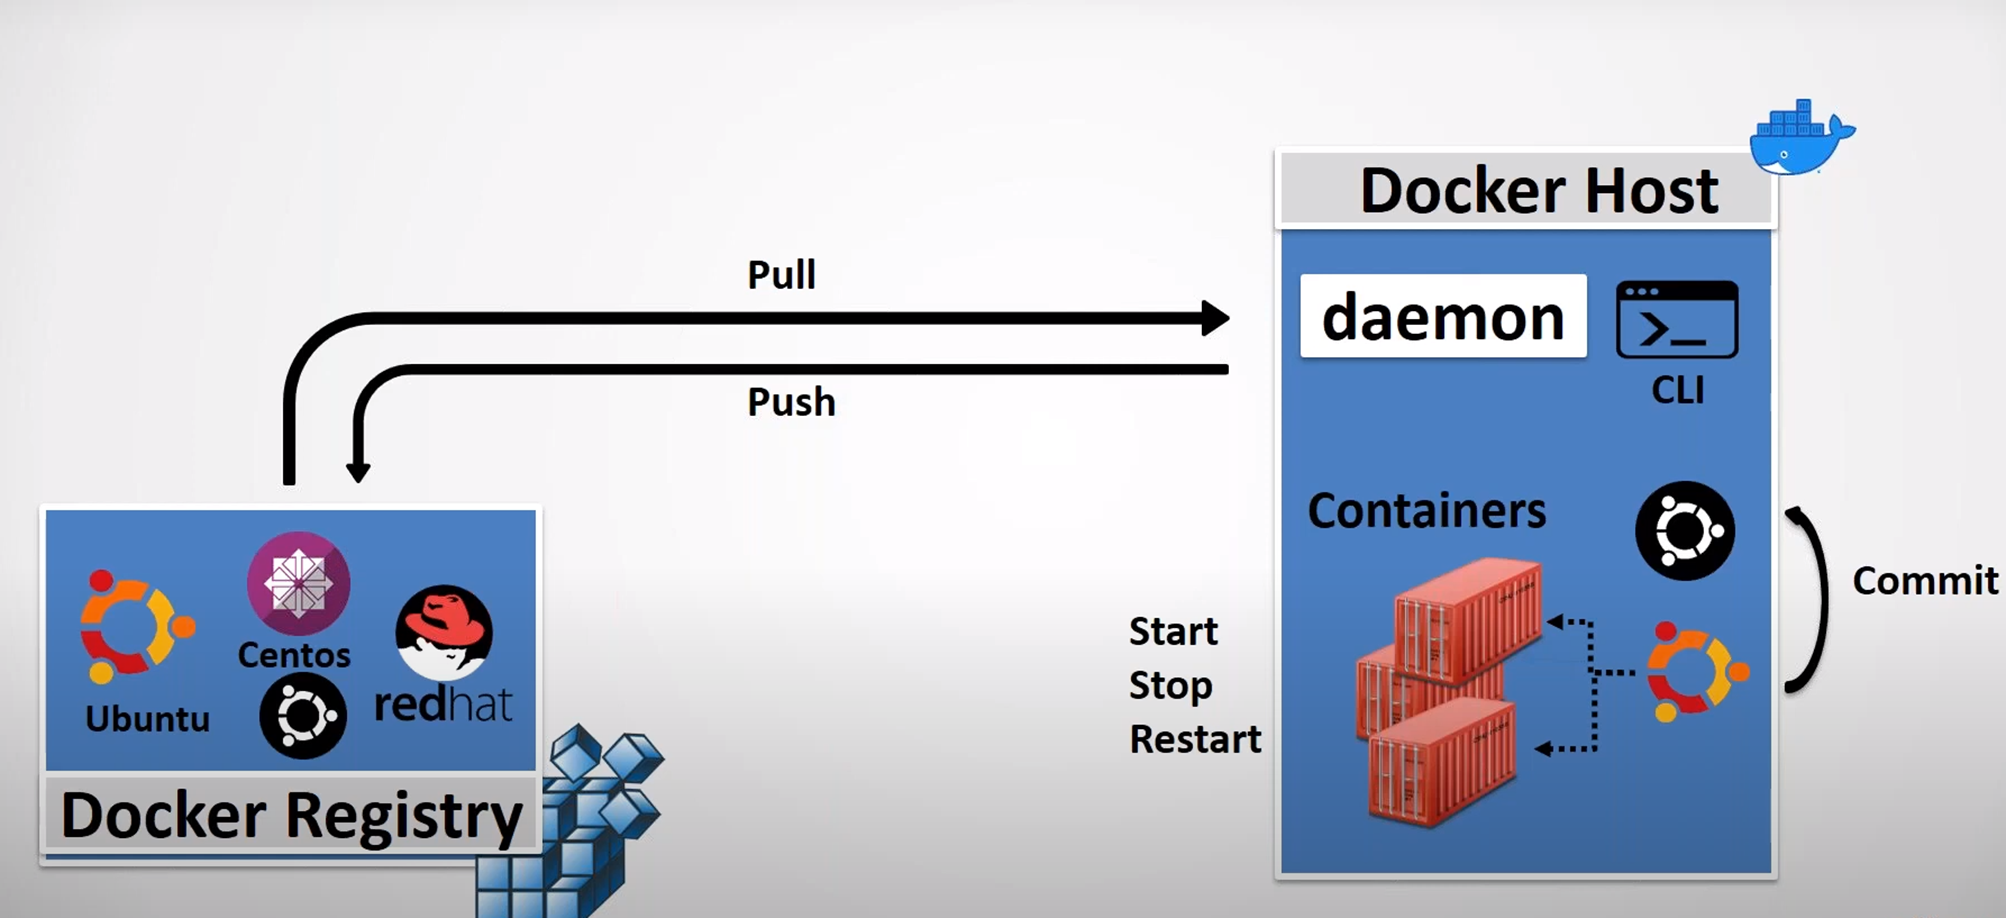 Docker Host
Pull
daemon
CLI
Push
Containers
Commit
Start
Stop
Restart
Centos
redhat
Ubuntu
Docker Registry